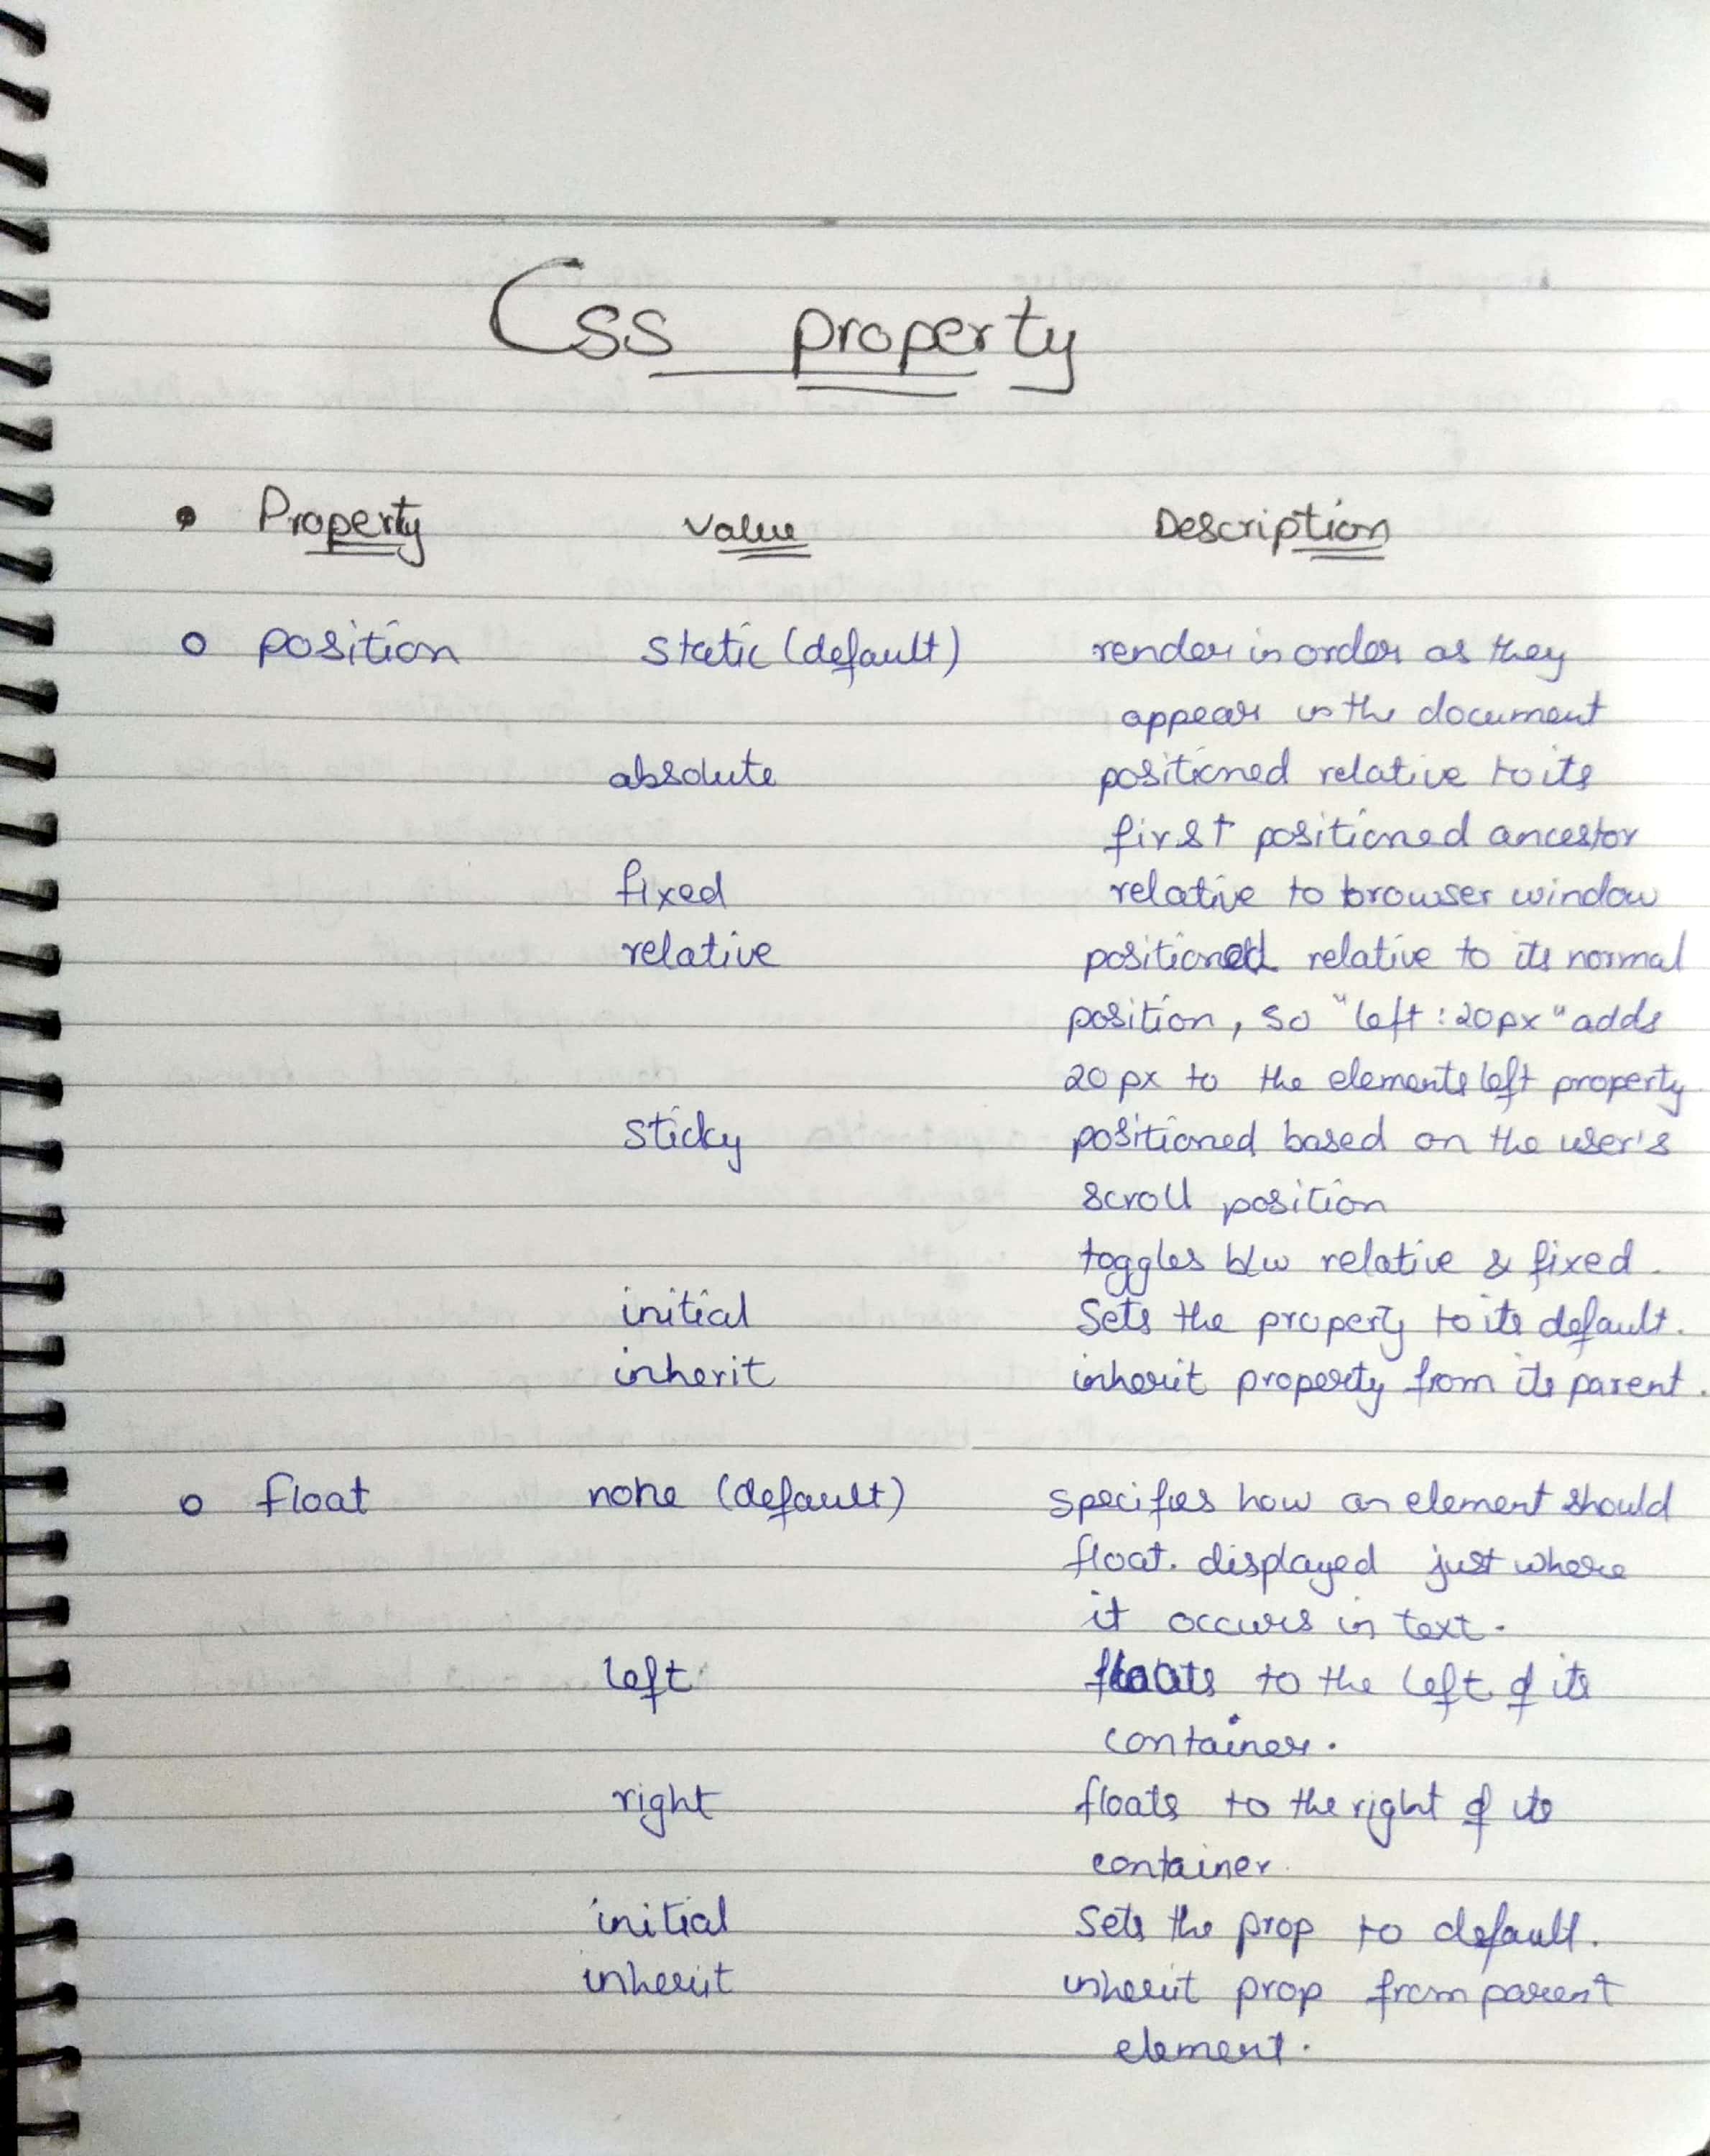 Css property
• Property value Description
o position static (default) render in order as they
appear in the document
absolute positioned relative to its
first positioned ancestor
fixed relative to browser window
relative positioned relative to its normal
position, so "left : 20px" adds
20 px to the elements left property
sticky positioned based on the user's
scroll position
toggles b/w relative & fixed.
initial Sets the property to its default.
inherit inherit property from its parent.
o float none (default) specifies how an element should
float. displayed just where
it occurs in text.
left floats to the left of its
container.
right floats to the right of its
container.
initial Sets the prop to default.
inherit inherit prop from parent
element.